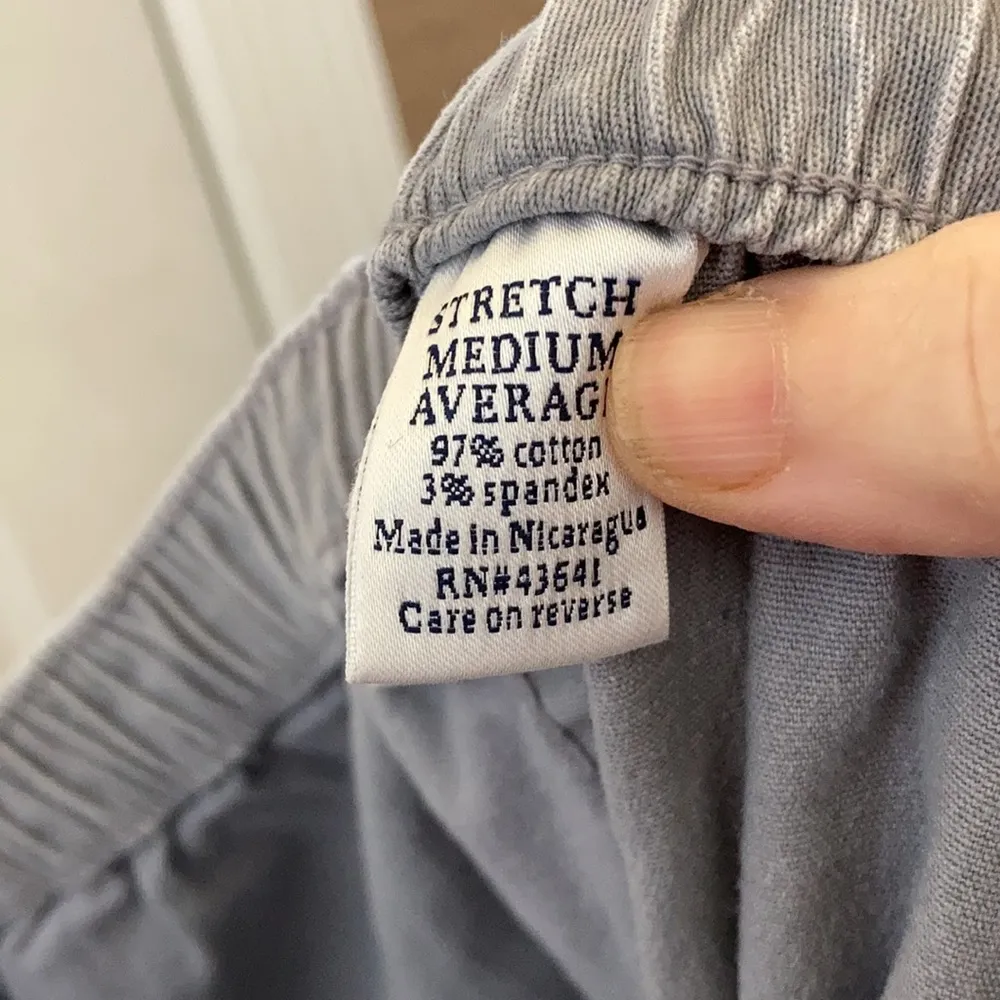 STRETCH
MEDIUM
AVERAG
97% cotton
3% spandex
Made in Nicaragua
RN#43641
Care on reverse